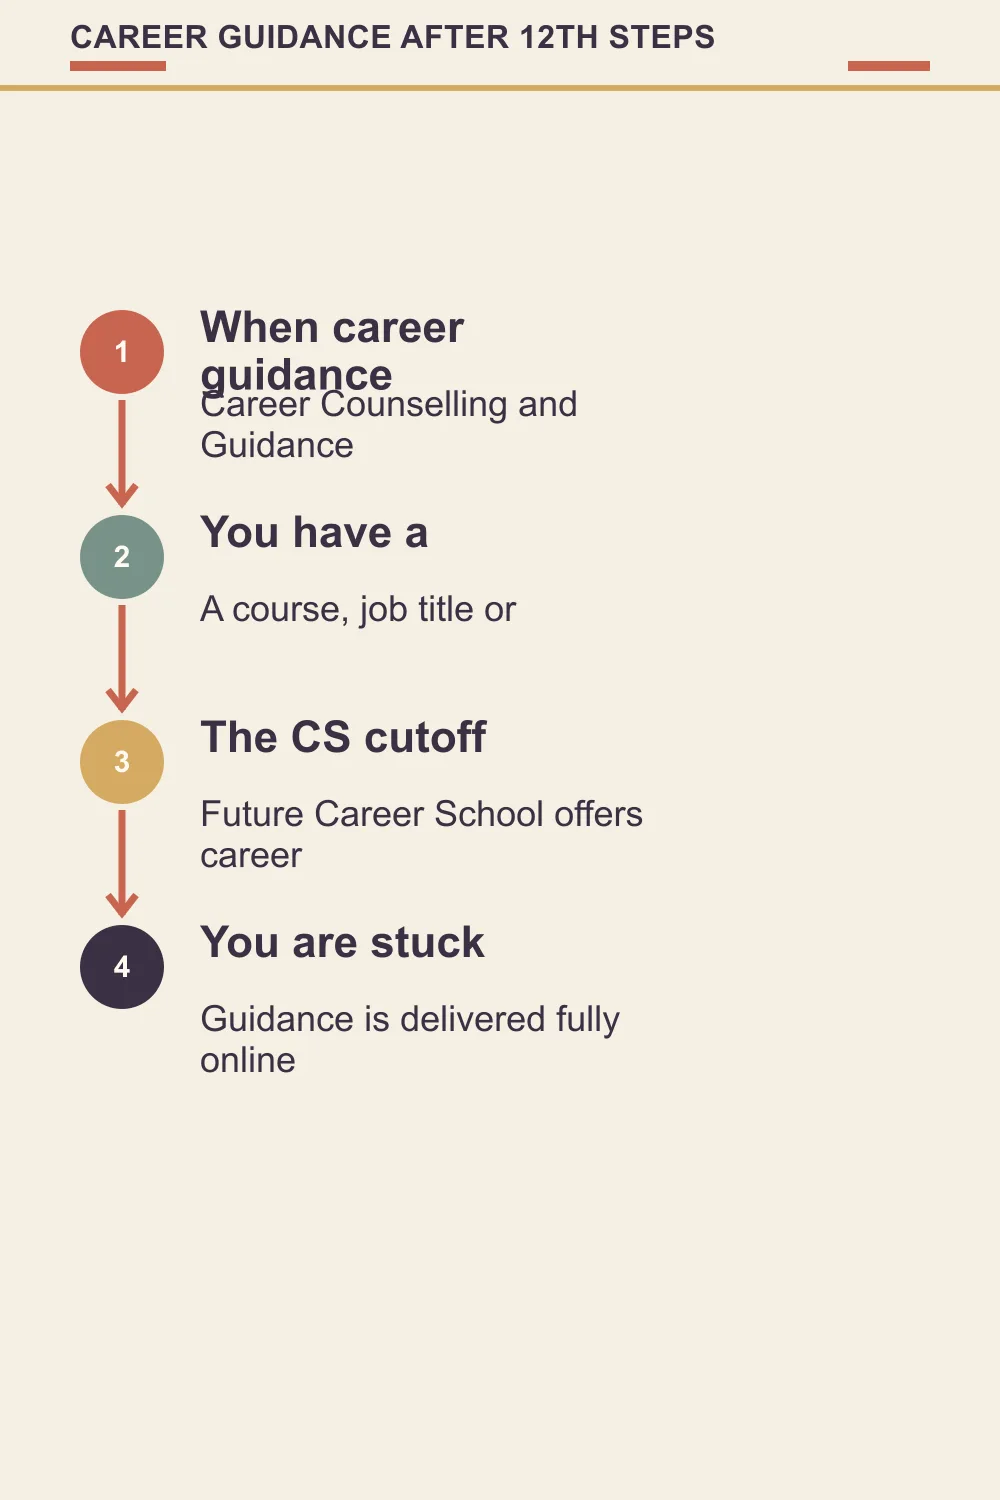 CAREER GUIDANCE AFTER 12TH STEPS
1
When career
guidance
Career Counselling and
Guidance
2
You have a
A course, job title or
3
The CS cutoff
Future Career School offers
career
4
You are stuck
Guidance is delivered fully
online